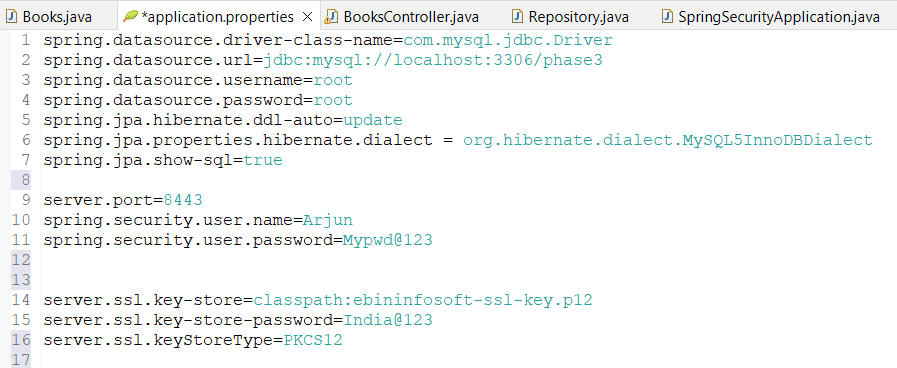 Books.java *application.properties BooksController.java Repository.java SpringSecurityApplication.java
1 spring.datasource.driver-class-name=com.mysql.jdbc.Driver
2 spring.datasource.url=jdbc:mysql://localhost:3306/phase3
3 spring.datasource.username=root
4 spring.datasource.password=root
5 spring.jpa.hibernate.ddl-auto=update
6 spring.jpa.properties.hibernate.dialect = org.hibernate.dialect.MySQL5InnoDBDialect
7 spring.jpa.show-sql=true
8
9 server.port=8443
10 spring.security.user.name=Arjun
11 spring.security.user.password=Mypwd@123
12
13
14 server.ssl.key-store=classpath:ebininfosoft-ssl-key.p12
15 server.ssl.key-store-password=India@123
16 server.ssl.keyStoreType=PKCS12
17